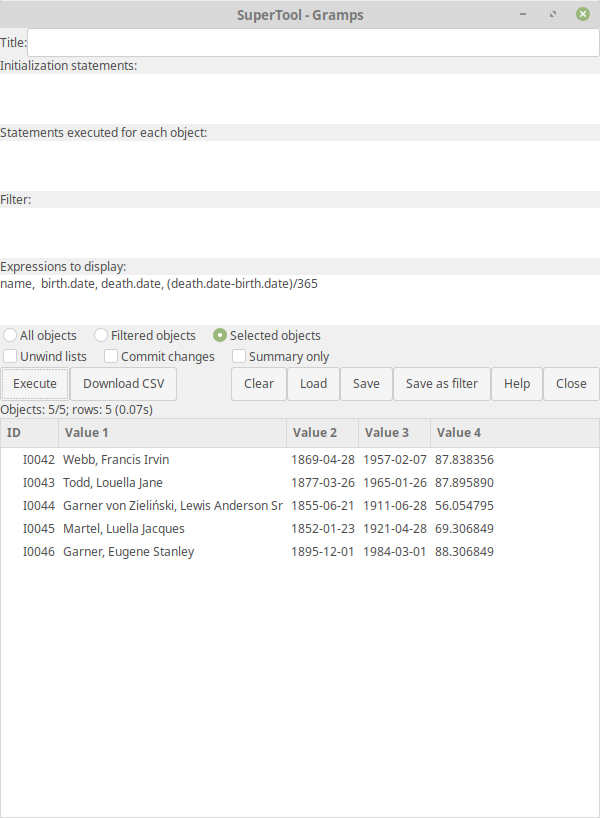 SuperTool - Gramps
Title:
Initialization statements:
Statements executed for each object:
Filter:
Expressions to display:
name,  birth.date, death.date, (death.date-birth.date)/365
All objects Filtered objects Selected objects
Unwind lists Commit changes Summary only
Execute Download CSV Clear Load Save Save as filter Help Close
Objects: 5/5; rows: 5 (0.07s)
ID Value 1 Value 2 Value 3 Value 4
I0042 Webb, Francis Irvin 1869-04-28 1957-02-07 87.838356
I0043 Todd, Louella Jane 1877-03-26 1965-01-26 87.895890
I0044 Garner von Zieliński, Lewis Anderson Sr 1855-06-21 1911-06-28 56.054795
I0045 Martel, Luella Jacques 1852-01-23 1921-04-28 69.306849
I0046 Garner, Eugene Stanley 1895-12-01 1984-03-01 88.306849